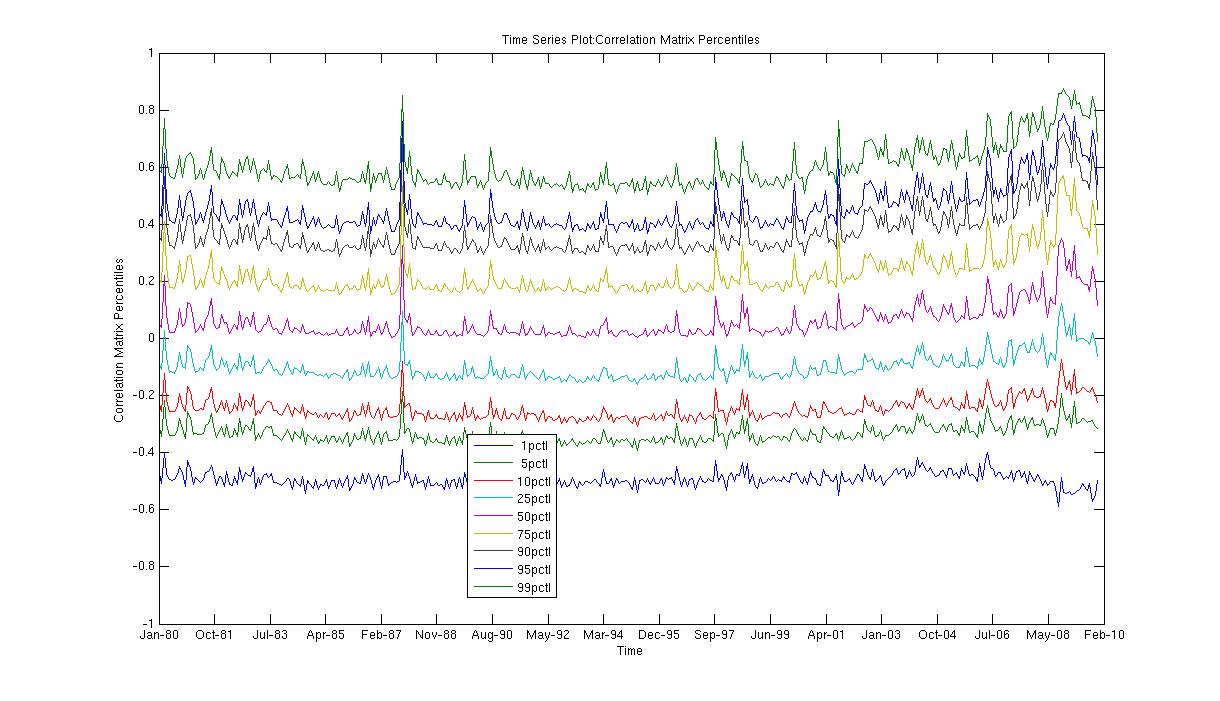 Time Series Plot:Correlation Matrix Percentiles
1
0.8
0.6
0.4
0.2
0
-0.2
-0.4
-0.6
-0.8
-1
Correlation Matrix Percentiles
1pctl
5pctl
10pctl
25pctl
50pctl
75pctl
90pctl
95pctl
99pctl
Jan-80 Oct-81 Jul-83 Apr-85 Feb-87 Nov-88 Aug-90 May-92 Mar-94 Dec-95 Sep-97 Jun-99 Apr-01 Jan-03 Oct-04 Jul-06 May-08 Feb-10
Time